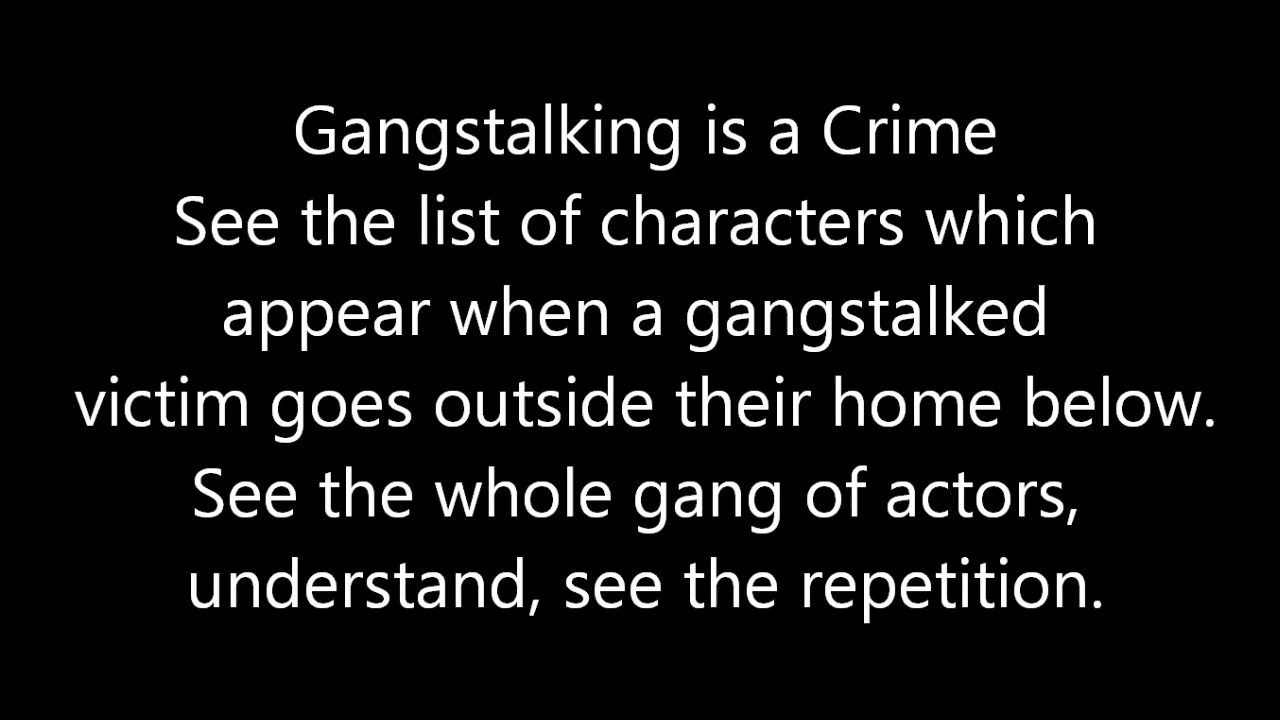 Gangstalking is a Crime
See the list of characters which
appear when a gangstalked
victim goes outside their home below.
See the whole gang of actors,
understand, see the repetition.